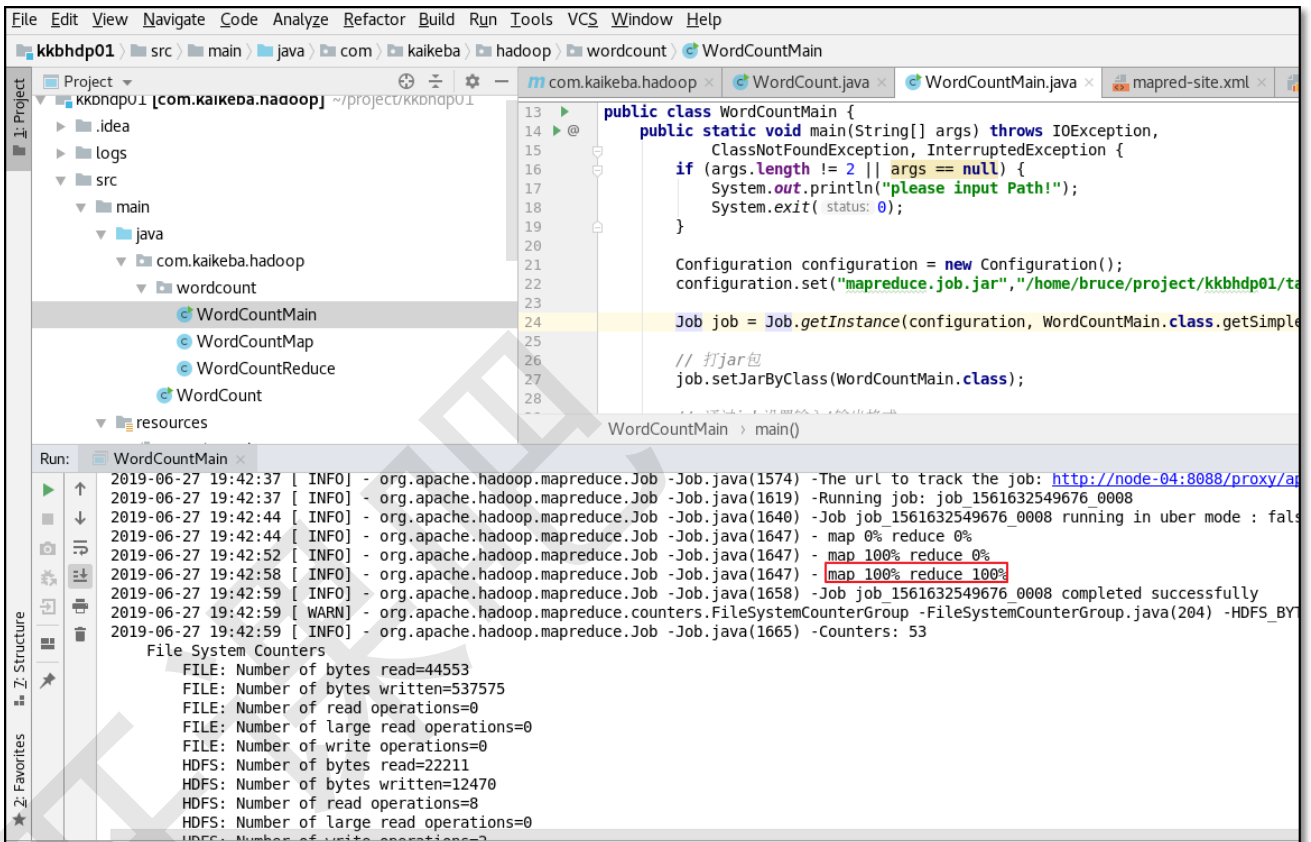 File Edit View Navigate Code Analyze Refactor Build Run Tools VCS Window Help
kkbhdp01 src main java com kaikeba hadoop wordcount WordCountMain
1: Project
Project
com.kaikeba.hadoop WordCount.java WordCountMain.java mapred-site.xml
kkbhdp01 [com.kaikeba.hadoop] ~/project/kkbhdp01
.idea
logs
src
main
java
com.kaikeba.hadoop
wordcount
WordCountMain
WordCountMap
WordCountReduce
WordCount
resources
13 public class WordCountMain {
14 @ public static void main(String[] args) throws IOException,
15 ClassNotFoundException, InterruptedException {
16 if (args.length != 2 || args == null) {
17 System.out.println("please input Path!");
18 System.exit( status: 0);
19 }
20
21 Configuration configuration = new Configuration();
22 configuration.set("mapreduce.job.jar","/home/bruce/project/kkbhdp01/ta
23
24 Job job = Job.getInstance(configuration, WordCountMain.class.getSimple
25
26 // 打jar包
27 job.setJarByClass(WordCountMain.class);
28
WordCountMain › main()
Run: WordCountMain
2019-06-27 19:42:37 [ INFO] - org.apache.hadoop.mapreduce.Job -Job.java(1574) -The url to track the job: http://node-04:8088/proxy/ap
2019-06-27 19:42:37 [ INFO] - org.apache.hadoop.mapreduce.Job -Job.java(1619) -Running job: job_1561632549676_0008
2019-06-27 19:42:44 [ INFO] - org.apache.hadoop.mapreduce.Job -Job.java(1640) -Job job_1561632549676_0008 running in uber mode : fals
2019-06-27 19:42:44 [ INFO] - org.apache.hadoop.mapreduce.Job -Job.java(1647) - map 0% reduce 0%
2019-06-27 19:42:52 [ INFO] - org.apache.hadoop.mapreduce.Job -Job.java(1647) - map 100% reduce 0%
2019-06-27 19:42:58 [ INFO] - org.apache.hadoop.mapreduce.Job -Job.java(1647) - map 100% reduce 100%
2019-06-27 19:42:59 [ INFO] - org.apache.hadoop.mapreduce.Job -Job.java(1658) -Job job_1561632549676_0008 completed successfully
2019-06-27 19:42:59 [ WARN] - org.apache.hadoop.mapreduce.counters.FileSystemCounterGroup -FileSystemCounterGroup.java(204) -HDFS_BYT
2019-06-27 19:42:59 [ INFO] - org.apache.hadoop.mapreduce.Job -Job.java(1665) -Counters: 53
File System Counters
FILE: Number of bytes read=44553
FILE: Number of bytes written=537575
FILE: Number of read operations=0
FILE: Number of large read operations=0
FILE: Number of write operations=0
HDFS: Number of bytes read=22211
HDFS: Number of bytes written=12470
HDFS: Number of read operations=8
HDFS: Number of large read operations=0
HDFS: Number of write operations=2
7: Structure
2: Favorites